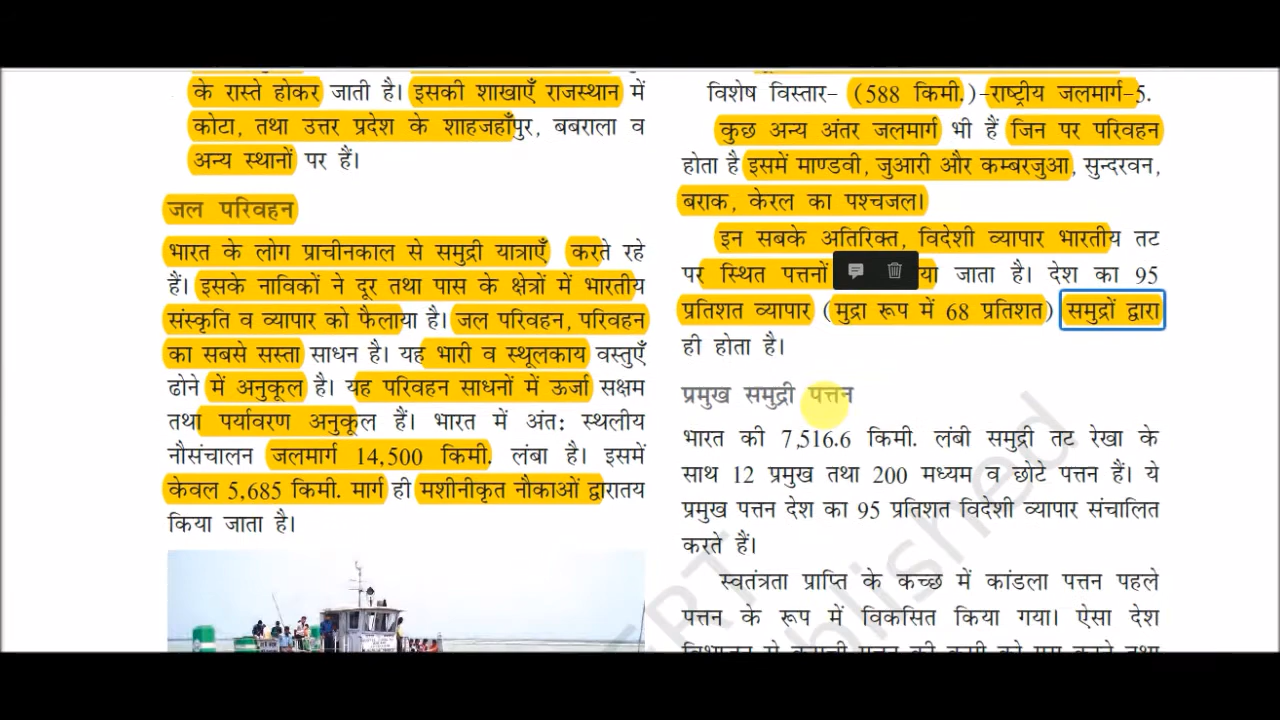 के रास्ते होकर जाती है। इसकी शाखाएँ राजस्थान में
कोटा, तथा उत्तर प्रदेश के शाहजहाँपुर, बबराला व
अन्य स्थानों पर हैं।
जल परिवहन
भारत के लोग प्राचीनकाल से समुद्री यात्राएँ करते रहे
हैं। इसके नाविकों ने दूर तथा पास के क्षेत्रों में भारतीय
संस्कृति व व्यापार को फैलाया है। जल परिवहन, परिवहन
का सबसे सस्ता साधन है। यह भारी व स्थूलकाय वस्तुएँ
ढोने में अनुकूल है। यह परिवहन साधनों में ऊर्जा सक्षम
तथा पर्यावरण अनुकूल हैं। भारत में अंत: स्थलीय
नौसंचालन जलमार्ग 14,500 किमी. लंबा है। इसमें
केवल 5,685 किमी. मार्ग ही मशीनीकृत नौकाओं द्वारातय
किया जाता है।
विशेष विस्तार– (588 किमी.)–राष्ट्रीय जलमार्ग-5.
कुछ अन्य अंतर जलमार्ग भी हैं जिन पर परिवहन
होता है इसमें माण्डवी, जुआरी और कम्बरजुआ, सुन्दरवन,
बराक, केरल का पश्चजल।
इन सबके अतिरिक्त, विदेशी व्यापार भारतीय तट
पर स्थित पत्तनों या जाता है। देश का 95
प्रतिशत व्यापार (मुद्रा रूप में 68 प्रतिशत) समुद्रों द्वारा
ही होता है।
प्रमुख समुद्री पत्तन
भारत की 7,516.6 किमी. लंबी समुद्री तट रेखा के
साथ 12 प्रमुख तथा 200 मध्यम व छोटे पत्तन हैं। ये
प्रमुख पत्तन देश का 95 प्रतिशत विदेशी व्यापार संचालित
करते हैं।
स्वतंत्रता प्राप्ति के कच्छ में कांडला पत्तन पहले
पत्तन के रूप में विकसित किया गया। ऐसा देश